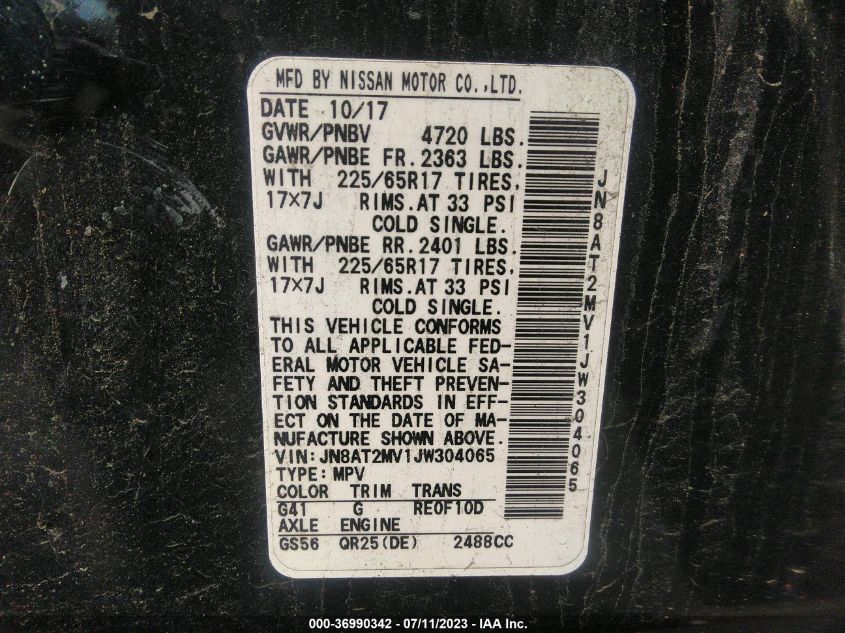 MFD BY NISSAN MOTOR CO.,LTD.
DATE 10/17
GVWR/PNBV 4720 LBS.
GAWR/PNBE FR.2363 LBS.
WITH 225/65R17 TIRES,
17×7J RIMS.AT 33 PSI
COLD SINGLE.
GAWR/PNBE RR.2401 LBS.
WITH 225/65R17 TIRES,
17×7J RIMS.AT 33 PSI
COLD SINGLE.
THIS VEHICLE CONFORMS
TO ALL APPLICABLE FED-
ERAL MOTOR VEHICLE SA-
FETY AND THEFT PREVEN-
TION STANDARDS IN EFF-
ECT ON THE DATE OF MA-
NUFACTURE SHOWN ABOVE.
VIN:JN8AT2MV1JW304065
TYPE:MPV
COLOR TRIM TRANS
G41 G RE0F10D
AXLE ENGINE
GS56 QR25(DE) 2488CC
JN8AT2MV1JW304065
000-36990342 - 07/11/2023 - IAA Inc.